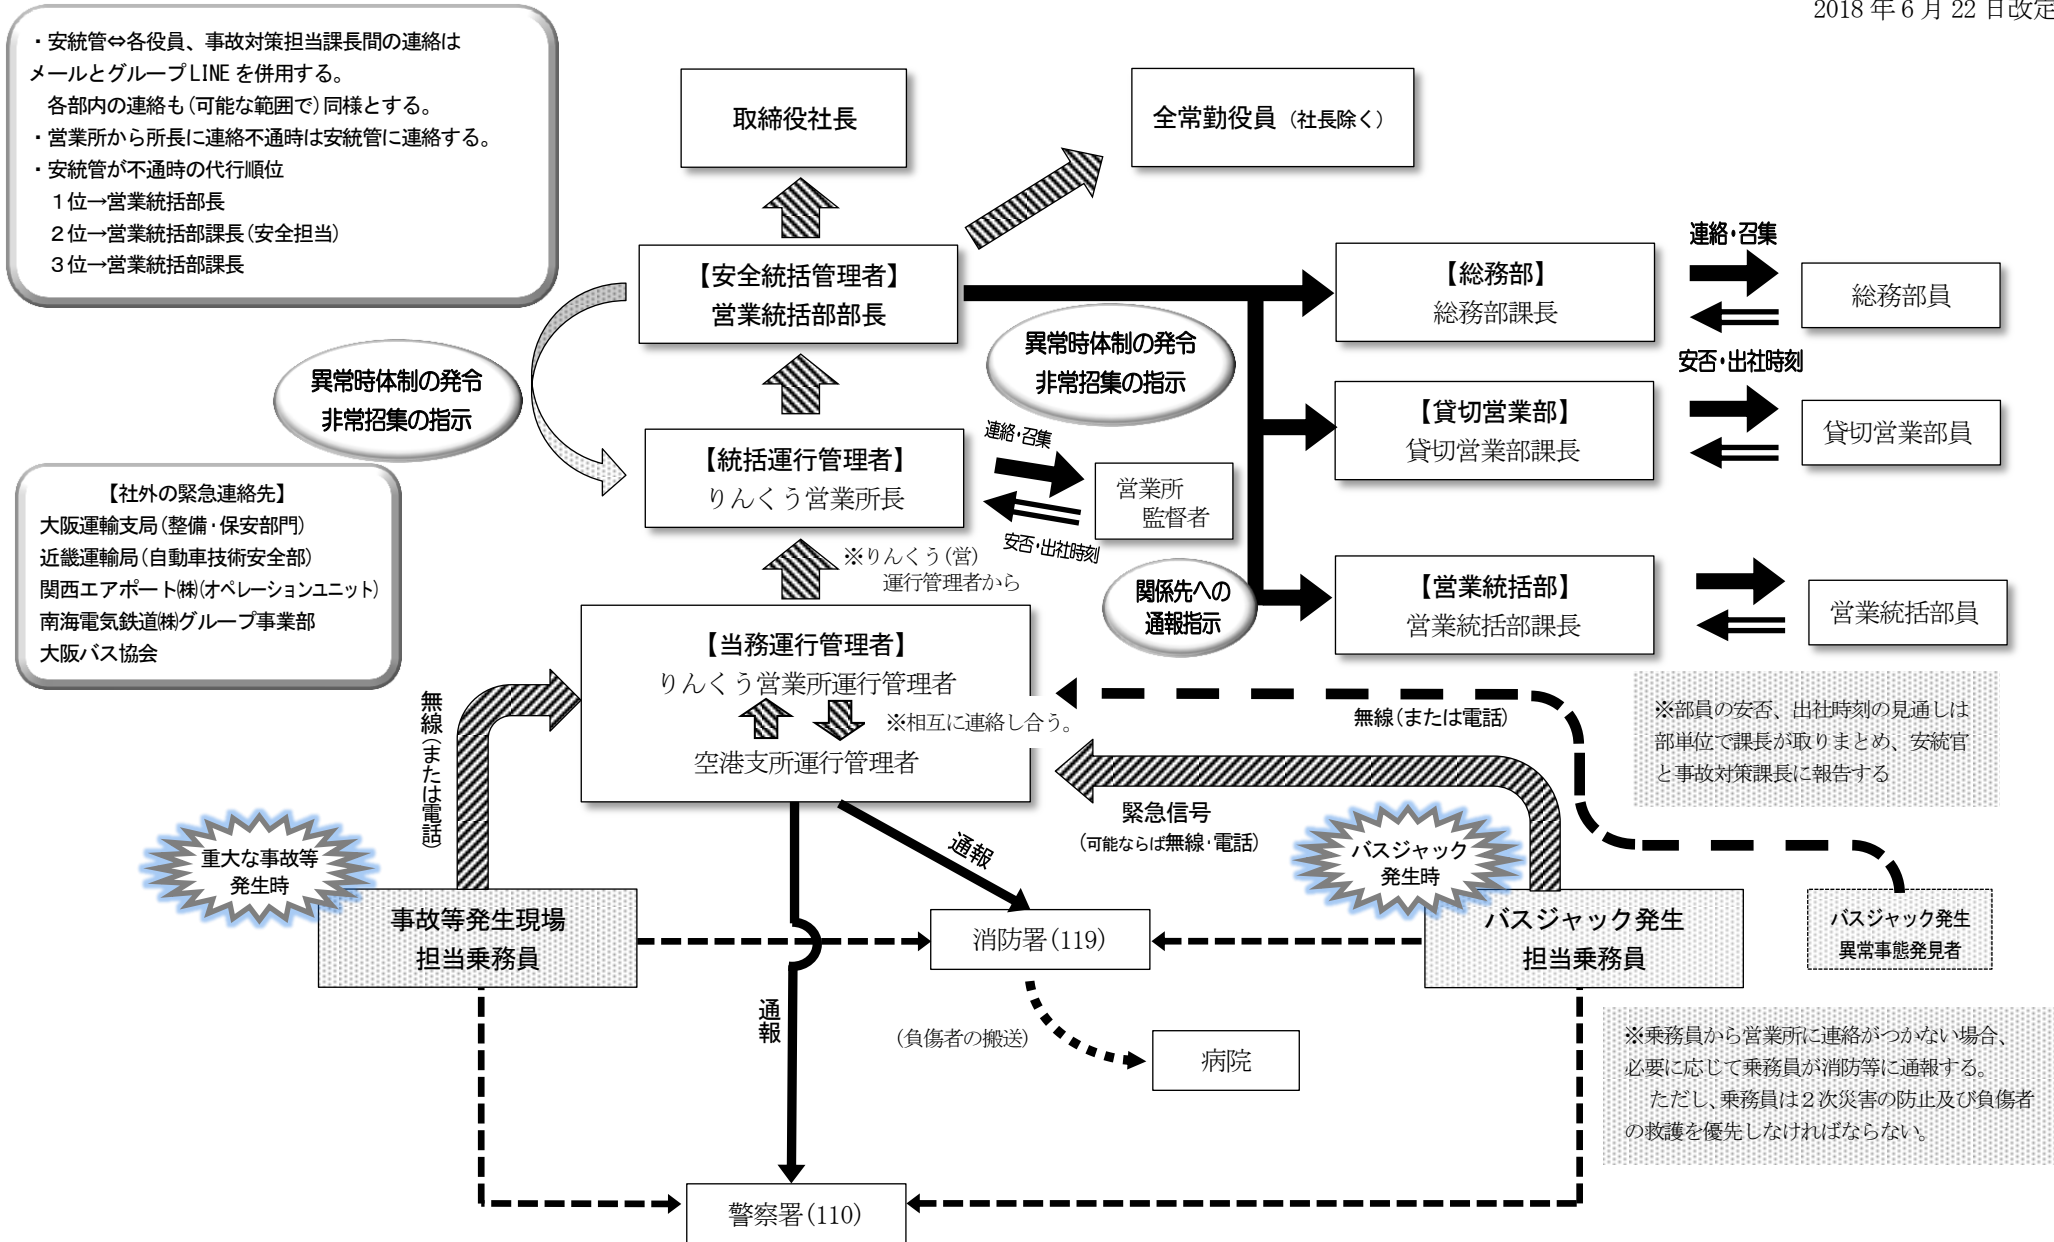 2018年6月22日改定
・安統管⇔各役員、事故対策担当課長間の連絡は
メールとグループLINEを併用する。
各部内の連絡も(可能な範囲で)同様とする。
・営業所から所長に連絡不通時は安統管に連絡する。
・安統管が不通時の代行順位
1位→営業統括部長
2位→営業統括部課長(安全担当)
3位→営業統括部課長
取締役社長
全常勤役員（社長除く）
【安全統括管理者】
営業統括部部長
異常時体制の発令
非常招集の指示
異常時体制の発令
非常招集の指示
【総務部】
総務部課長
連絡・召集
総務部員
安否・出社時刻
【貸切営業部】
貸切営業部課長
貸切営業部員
【統括運行管理者】
りんくう営業所長
連絡・召集
営業所
監督者
安否・出社時刻
※りんくう(営)
運行管理者から
関係先への
通報指示
【営業統括部】
営業統括部課長
営業統括部員
【社外の緊急連絡先】
大阪運輸支局(整備・保安部門)
近畿運輸局(自動車技術安全部)
関西エアポート㈱(オペレーションユニット)
南海電気鉄道㈱グループ事業部
大阪バス協会
【当務運行管理者】
りんくう営業所運行管理者
※相互に連絡し合う。
空港支所運行管理者
無線(または電話)
無線(または電話)
※部員の安否、出社時刻の見通しは
部単位で課長が取りまとめ、安統官
と事故対策課長に報告する
緊急信号
(可能ならば無線・電話)
重大な事故等
発生時
バスジャック
発生時
通報
事故等発生現場
担当乗務員
消防署(119)
バスジャック発生
担当乗務員
バスジャック発生
異常事態発見者
通報
(負傷者の搬送)
病院
※乗務員から営業所に連絡がつかない場合、
必要に応じて乗務員が消防等に通報する。
ただし、乗務員は2次災害の防止及び負傷者
の救護を優先しなければならない。
警察署(110)